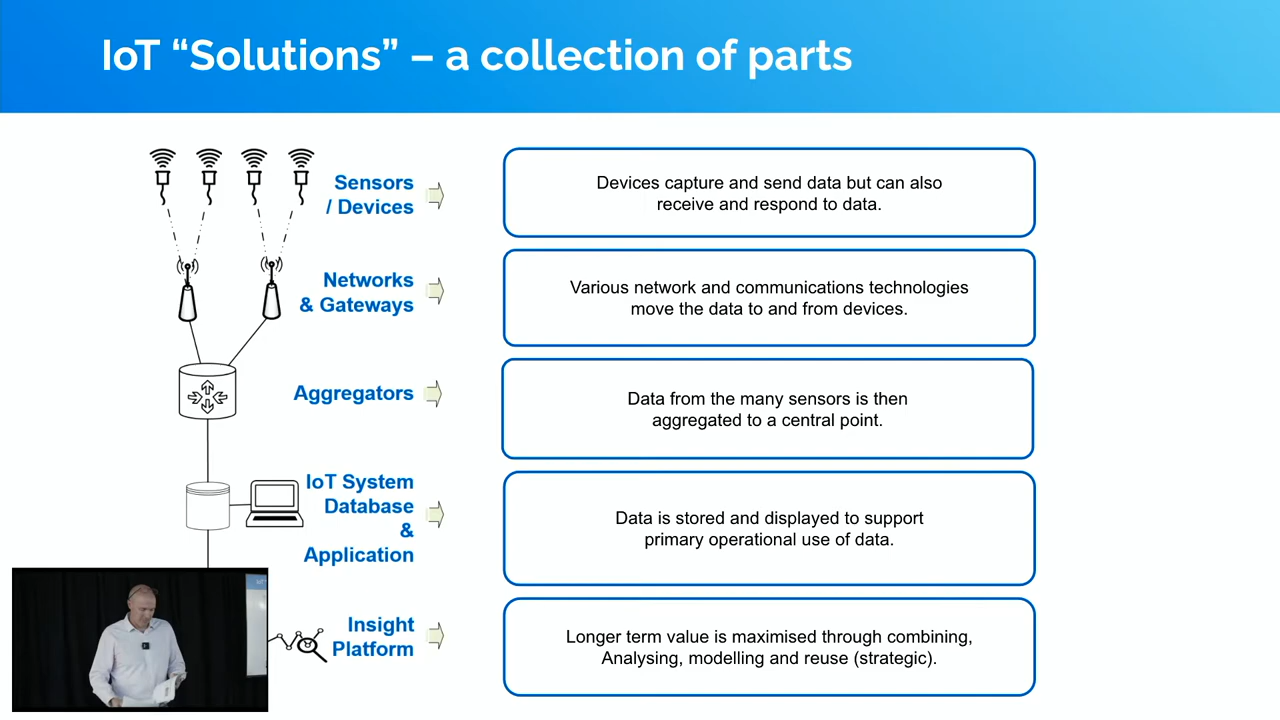 IoT “Solutions” – a collection of parts
Sensors
/ Devices
Devices capture and send data but can also
receive and respond to data.
Networks
& Gateways
Various network and communications technologies
move the data to and from devices.
Aggregators
Data from the many sensors is then
aggregated to a central point.
IoT System
Database
&
Application
Data is stored and displayed to support
primary operational use of data.
Insight
Platform
Longer term value is maximised through combining,
Analysing, modelling and reuse (strategic).